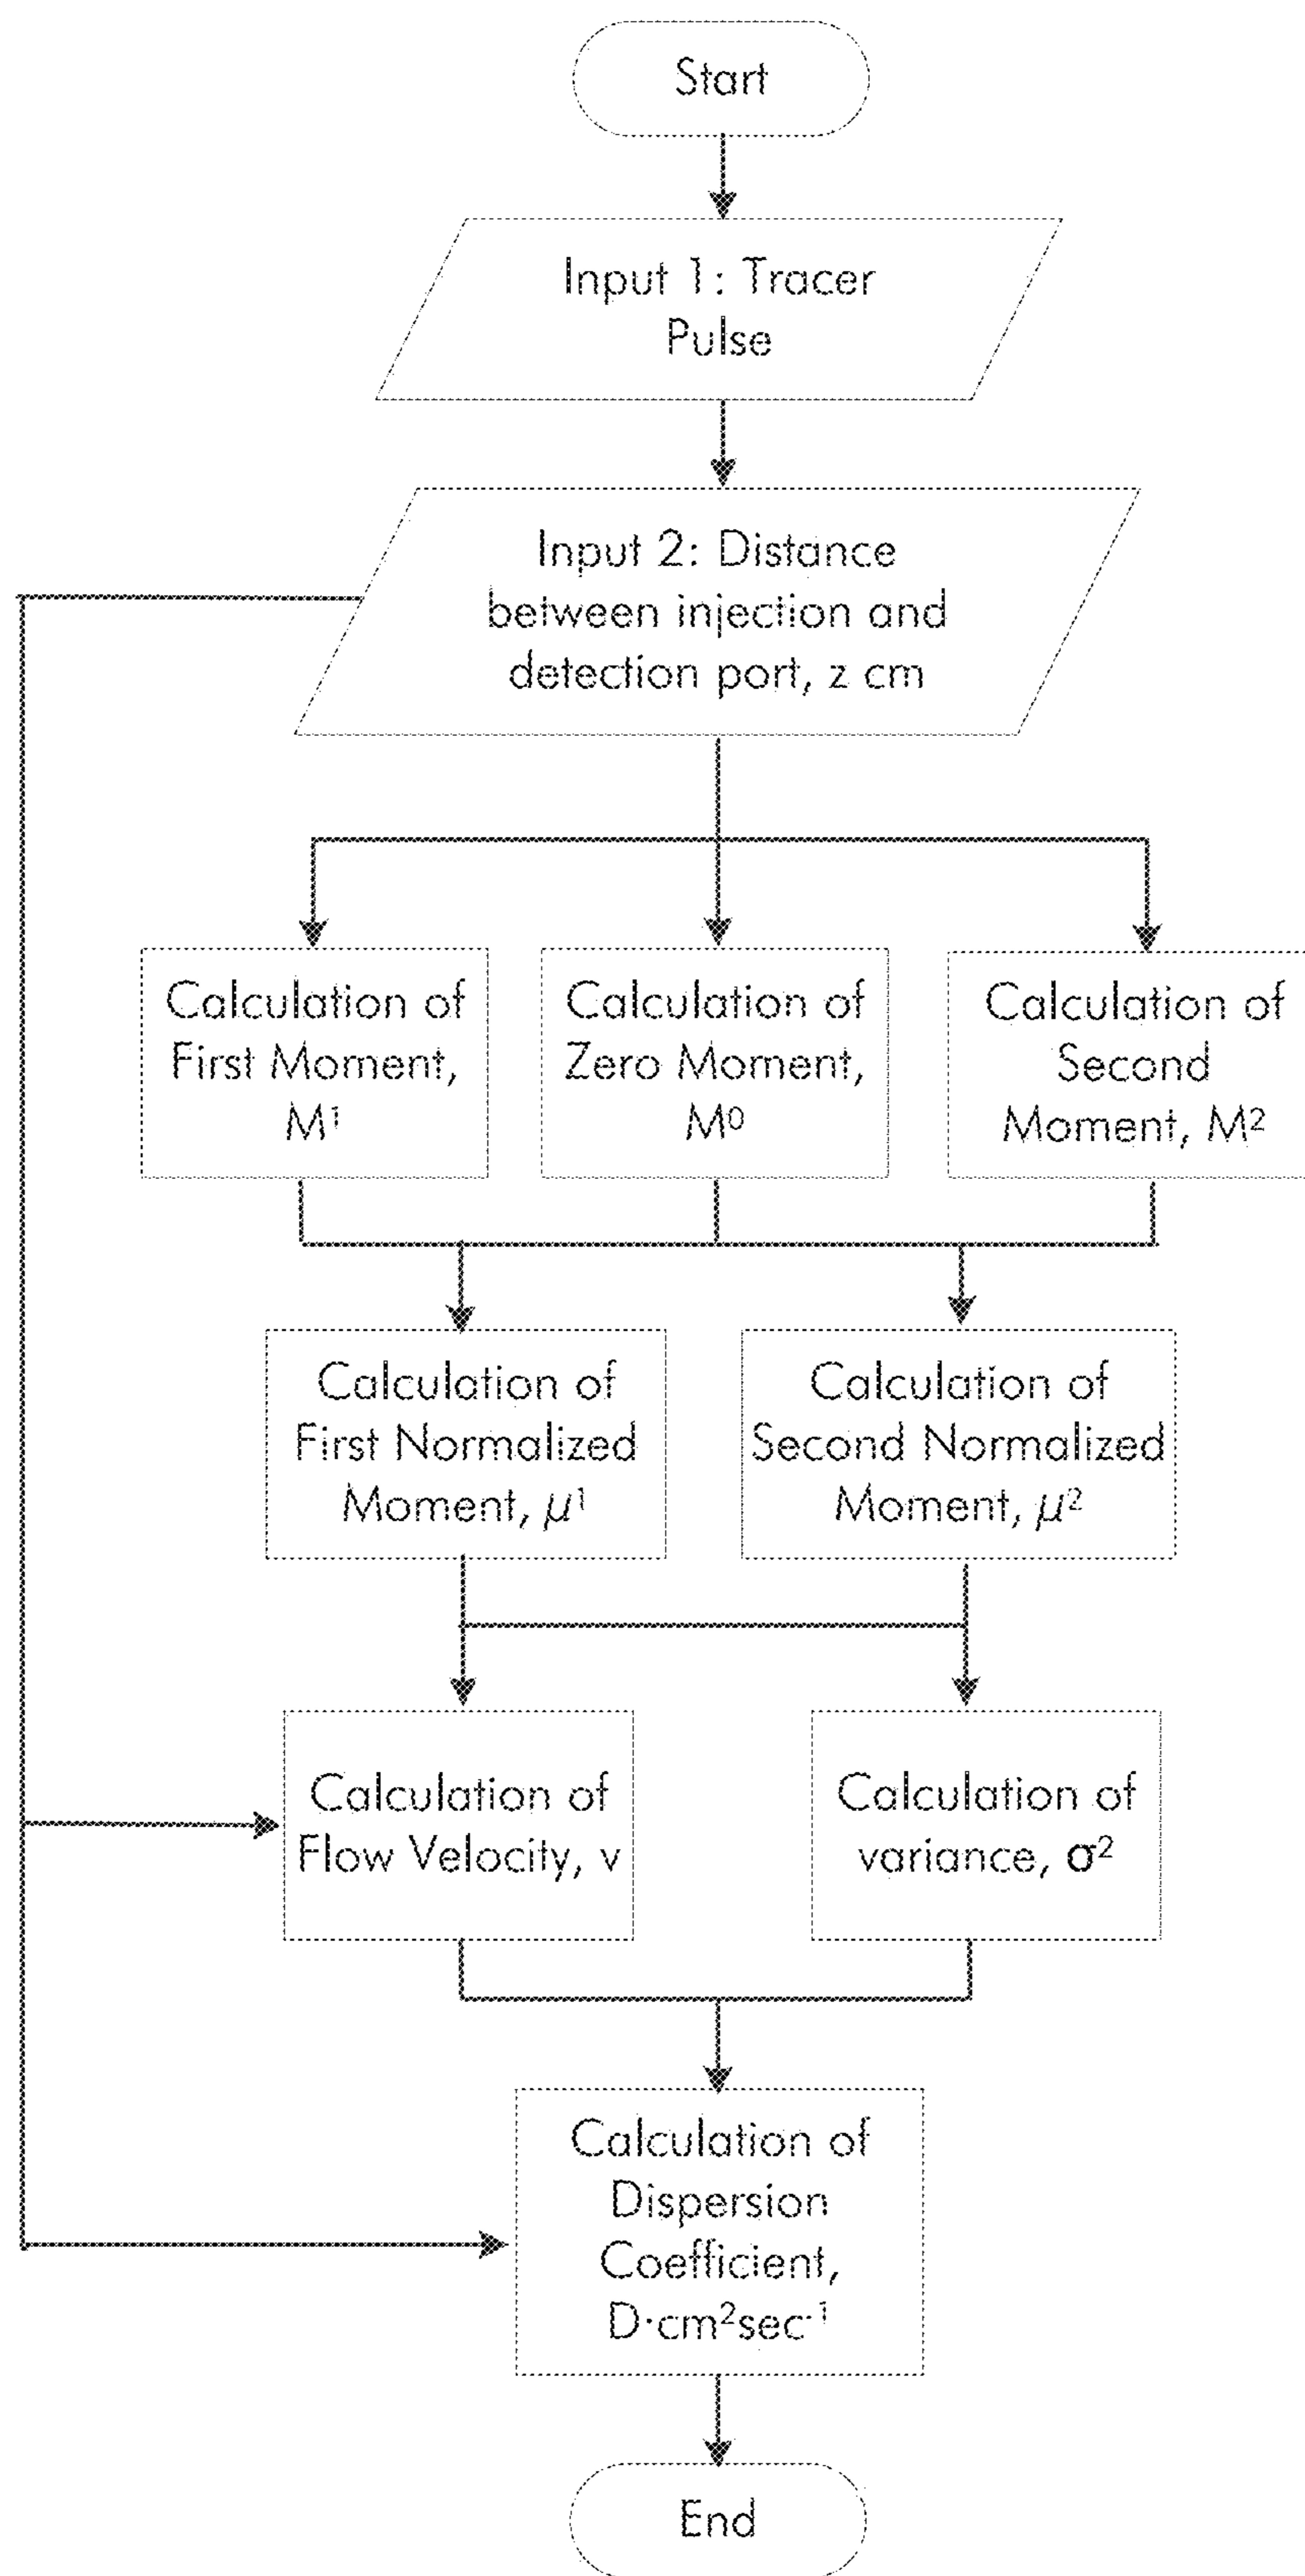 Start
Input 1: Tracer
Pulse
Input 2: Distance
between injection and
detection port, z cm
Calculation of
First Moment,
M¹
Calculation of
Zero Moment,
M⁰
Calculation of
Second
Moment, M²
Calculation of
First Normalized
Moment, μ¹
Calculation of
Second Normalized
Moment, μ²
Calculation of
Flow Velocity, v
Calculation of
variance, σ²
Calculation of
Dispersion
Coefficient,
D·cm²sec⁻¹
End